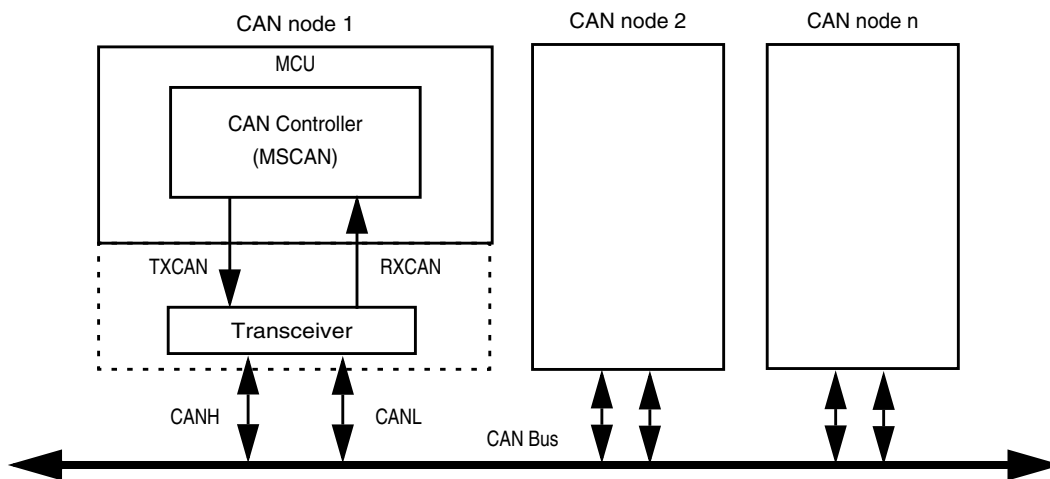 CAN node 1
CAN node 2
CAN node n
MCU
CAN Controller
(MSCAN)
TXCAN
RXCAN
Transceiver
CANH
CANL
CAN Bus